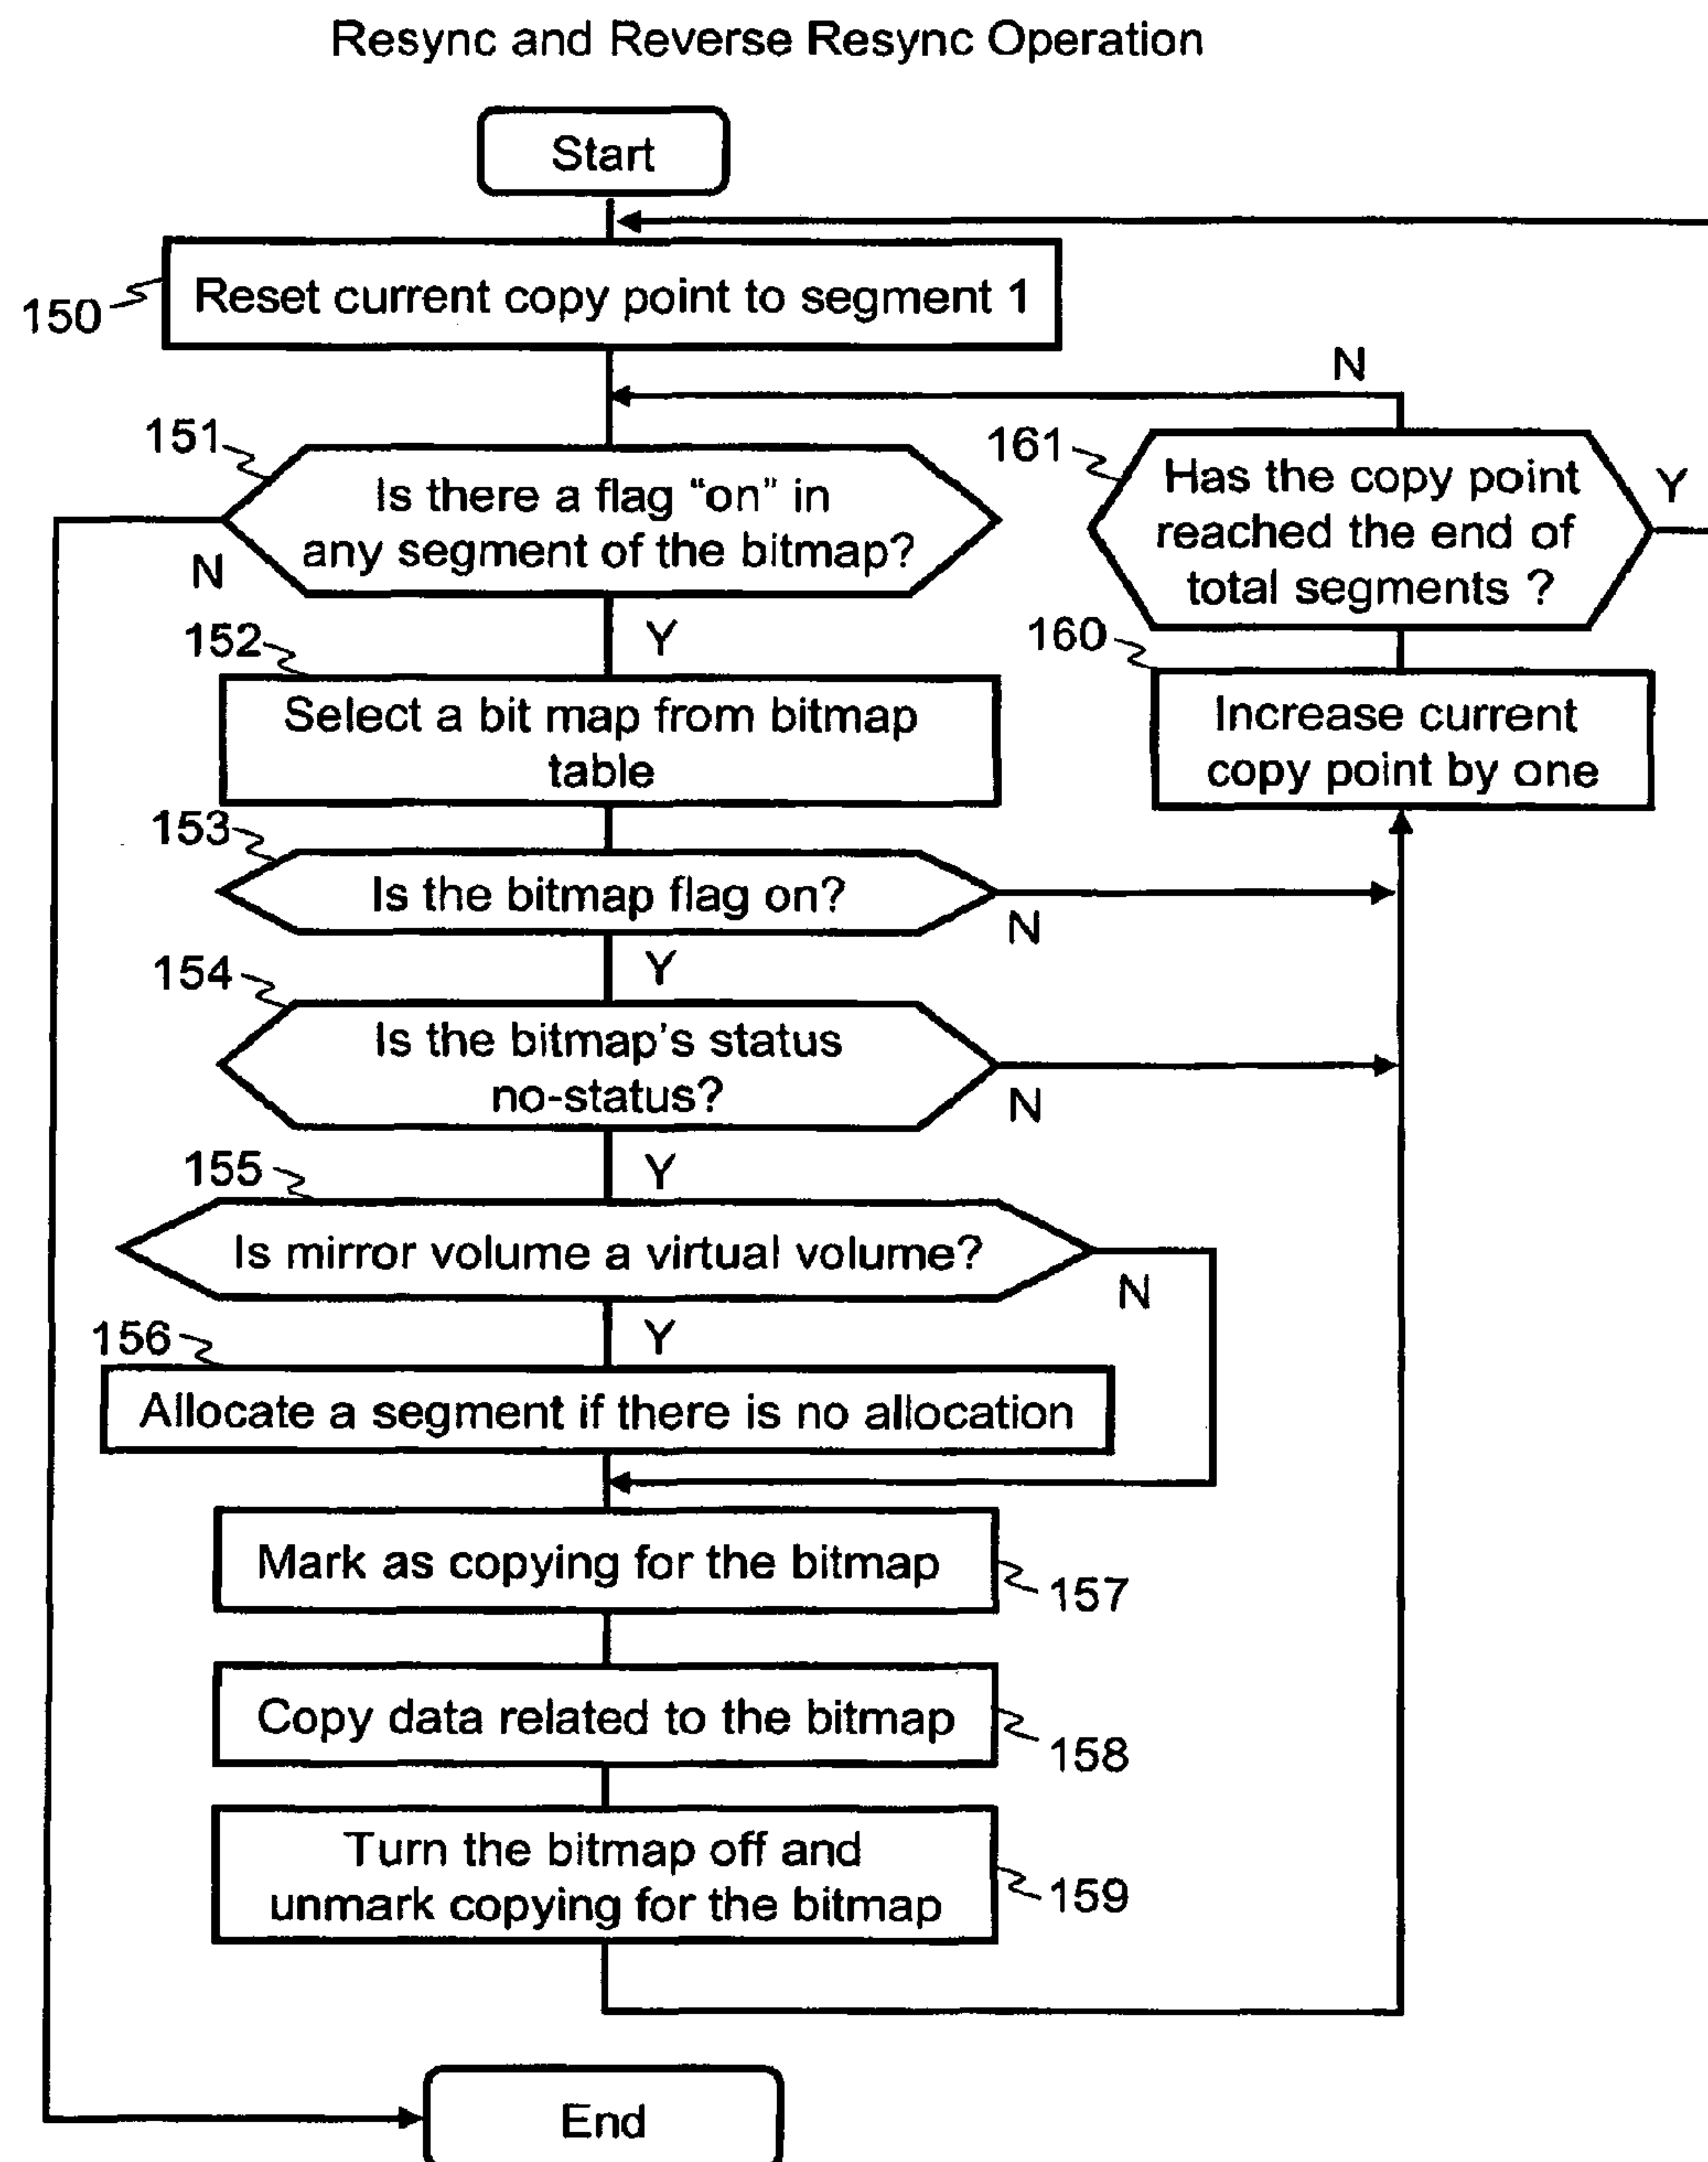 Resync and Reverse Resync Operation
Start
150
Reset current copy point to segment 1
N
151
Is there a flag “on” in
any segment of the bitmap?
N
Y
161
Has the copy point
reached the end of
total segments ?
Y
152
Select a bit map from bitmap
table
160
Increase current
copy point by one
153
Is the bitmap flag on?
N
Y
154
Is the bitmap’s status
no-status?
N
Y
155
Is mirror volume a virtual volume?
N
Y
156
Allocate a segment if there is no allocation
Mark as copying for the bitmap
157
Copy data related to the bitmap
158
Turn the bitmap off and
unmark copying for the bitmap
159
End